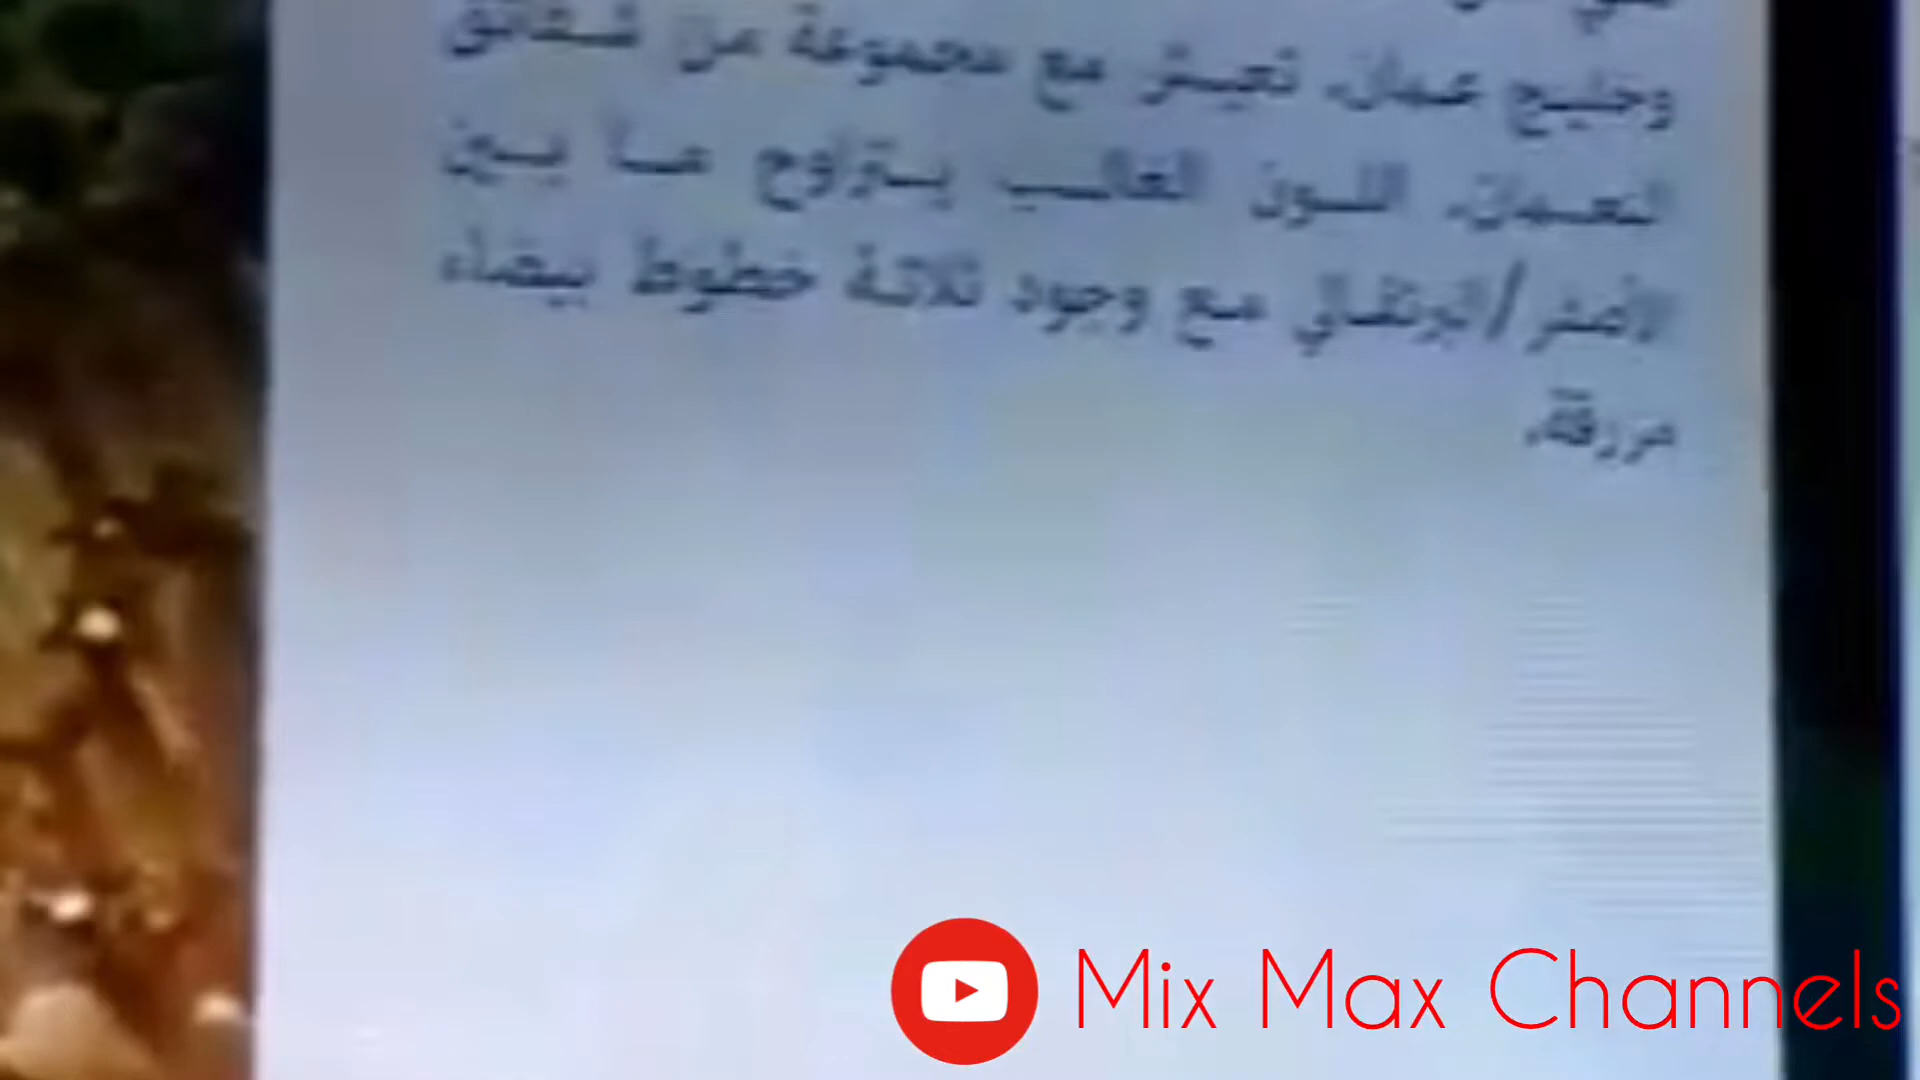 وخليج عمان. تعيش مع مجموعة من شقائق
النعمان. اللون الغالب يتراوح ما بين
الأصفر/البرتقالي مع وجود ثلاثة خطوط بيضاء
مزرقة.
Mix Max Channels